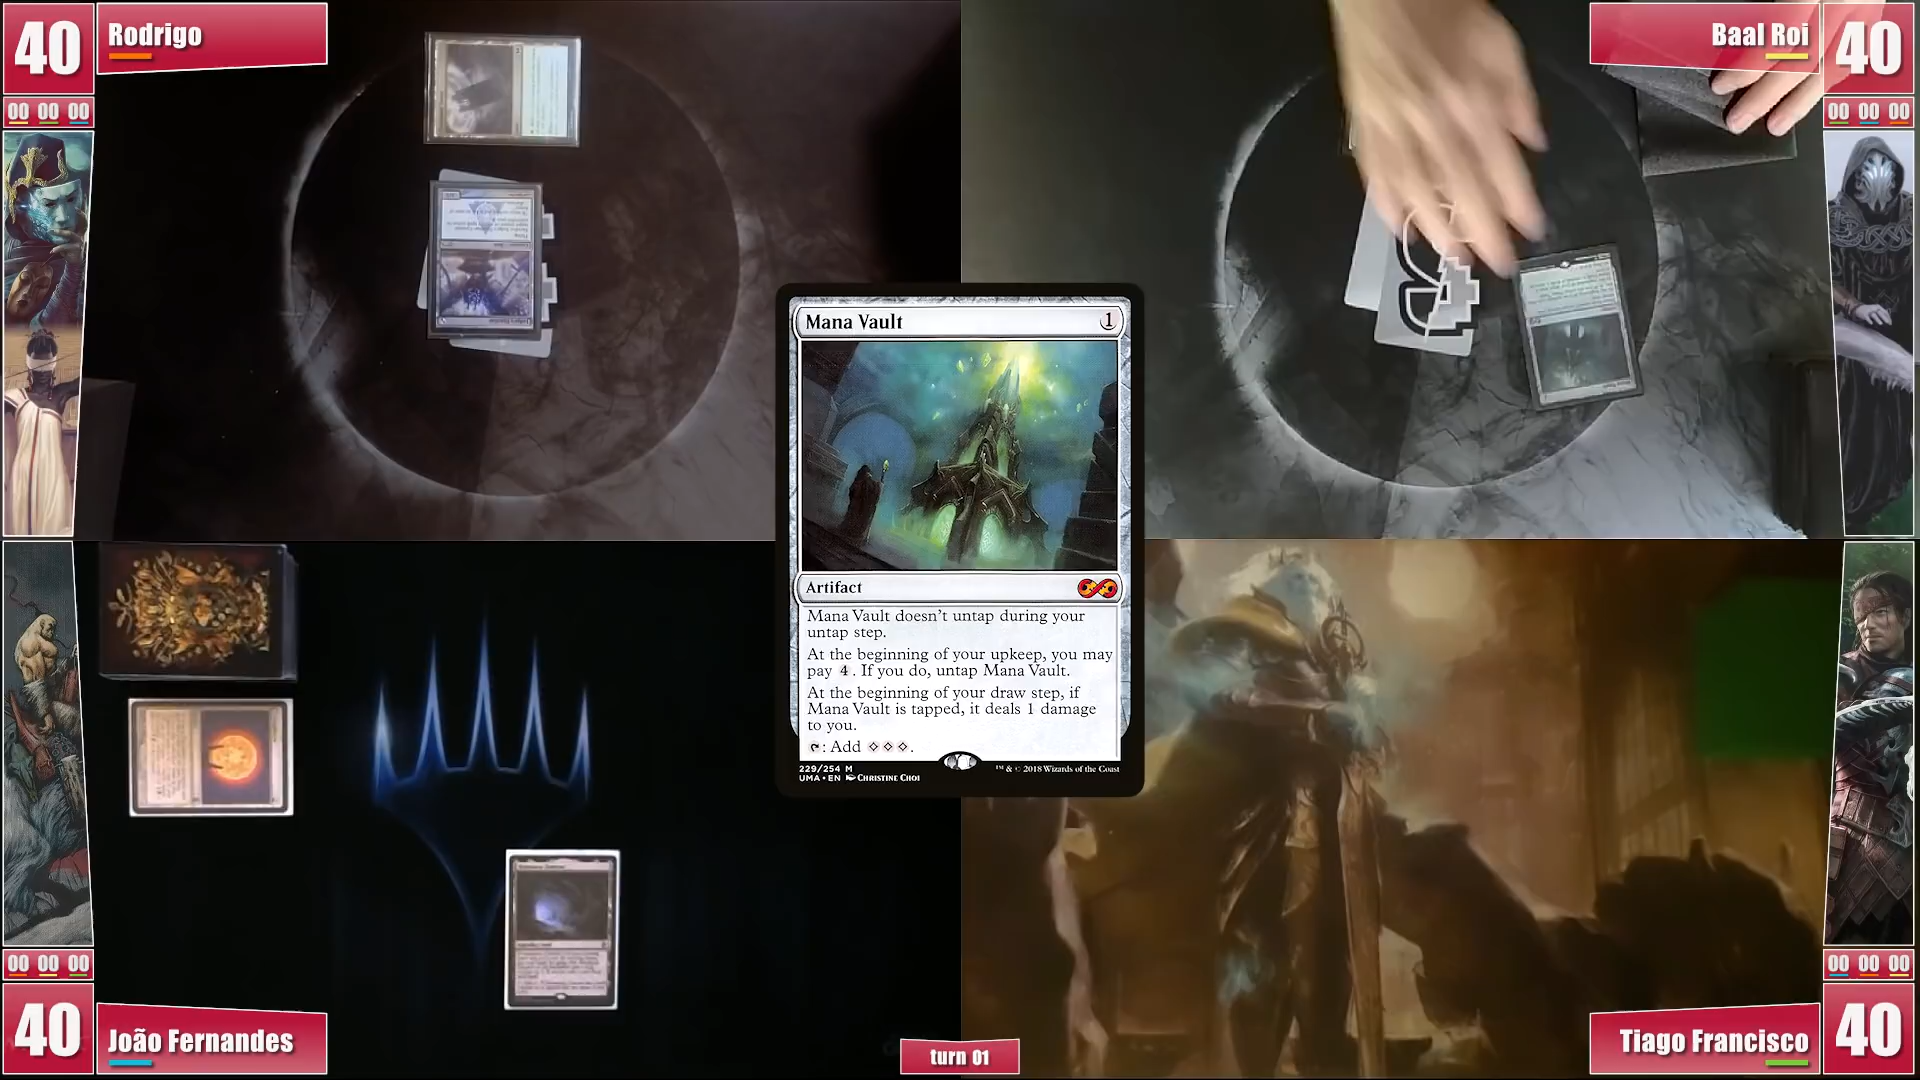 40
Rodrigo
00 00 00
Baal Roi
40
00 00 00
Mana Vault
1
Artifact
Mana Vault doesn't untap during your
untap step.
At the beginning of your upkeep, you may
pay 4. If you do, untap Mana Vault.
At the beginning of your draw step, if
Mana Vault is tapped, it deals 1 damage
to you.
: Add
229/254 M
UMA • EN Christine Choi
™ & © 2018 Wizards of the Coast
00 00 00
40
João Fernandes
turn 01
00 00 00
Tiago Francisco
40